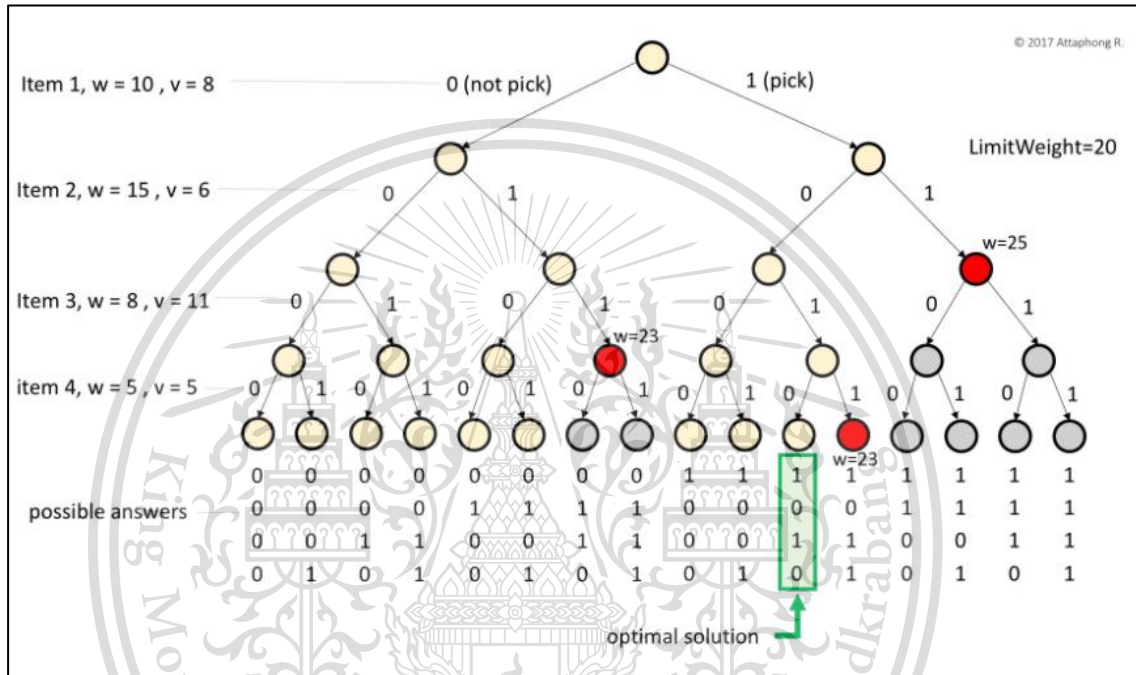 © 2017 Attaphong R.
Item 1, w = 10 , v = 8
0 (not pick)
1 (pick)
LimitWeight=20
Item 2, w = 15 , v = 6
0 1 0 1
w=25
Item 3, w = 8 , v = 11
0 1 0 1 0 1 0 1
w=23
item 4, w = 5 , v = 5
0 1 0 1 0 1 0 1 0 1 0 1 0 1 0 1
w=23
0 0 0 0 0 0 0 0 1 1 1 1 1 1 1 1
possible answers
0 0 0 0 1 1 1 1 0 0 0 0 1 1 1 1
0 0 1 1 0 0 1 1 0 0 1 1 0 0 1 1
0 1 0 1 0 1 0 1 0 1 0 1 0 1 0 1
optimal solution
King Mo
dkrabang